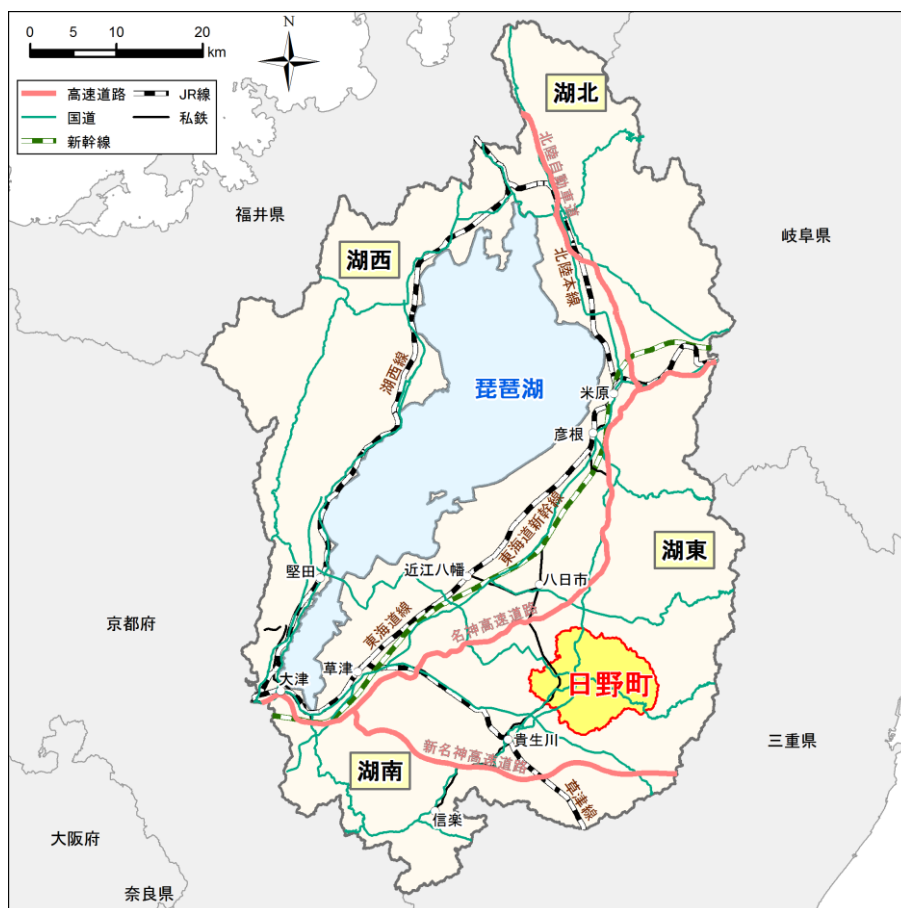 0 5 10 20
km
N
高速道路
JR線
国道
私鉄
新幹線
湖北
北陸自動車道
福井県
岐阜県
湖西
北陸本線
湖西線
琵琶湖
米原
彦根
東海道新幹線
湖東
堅田
近江八幡
八日市
京都府
東海道線
名神高速道路
草津
大津
日野町
貴生川
三重県
新名神高速道路
湖南
草津線
信楽
大阪府
奈良県